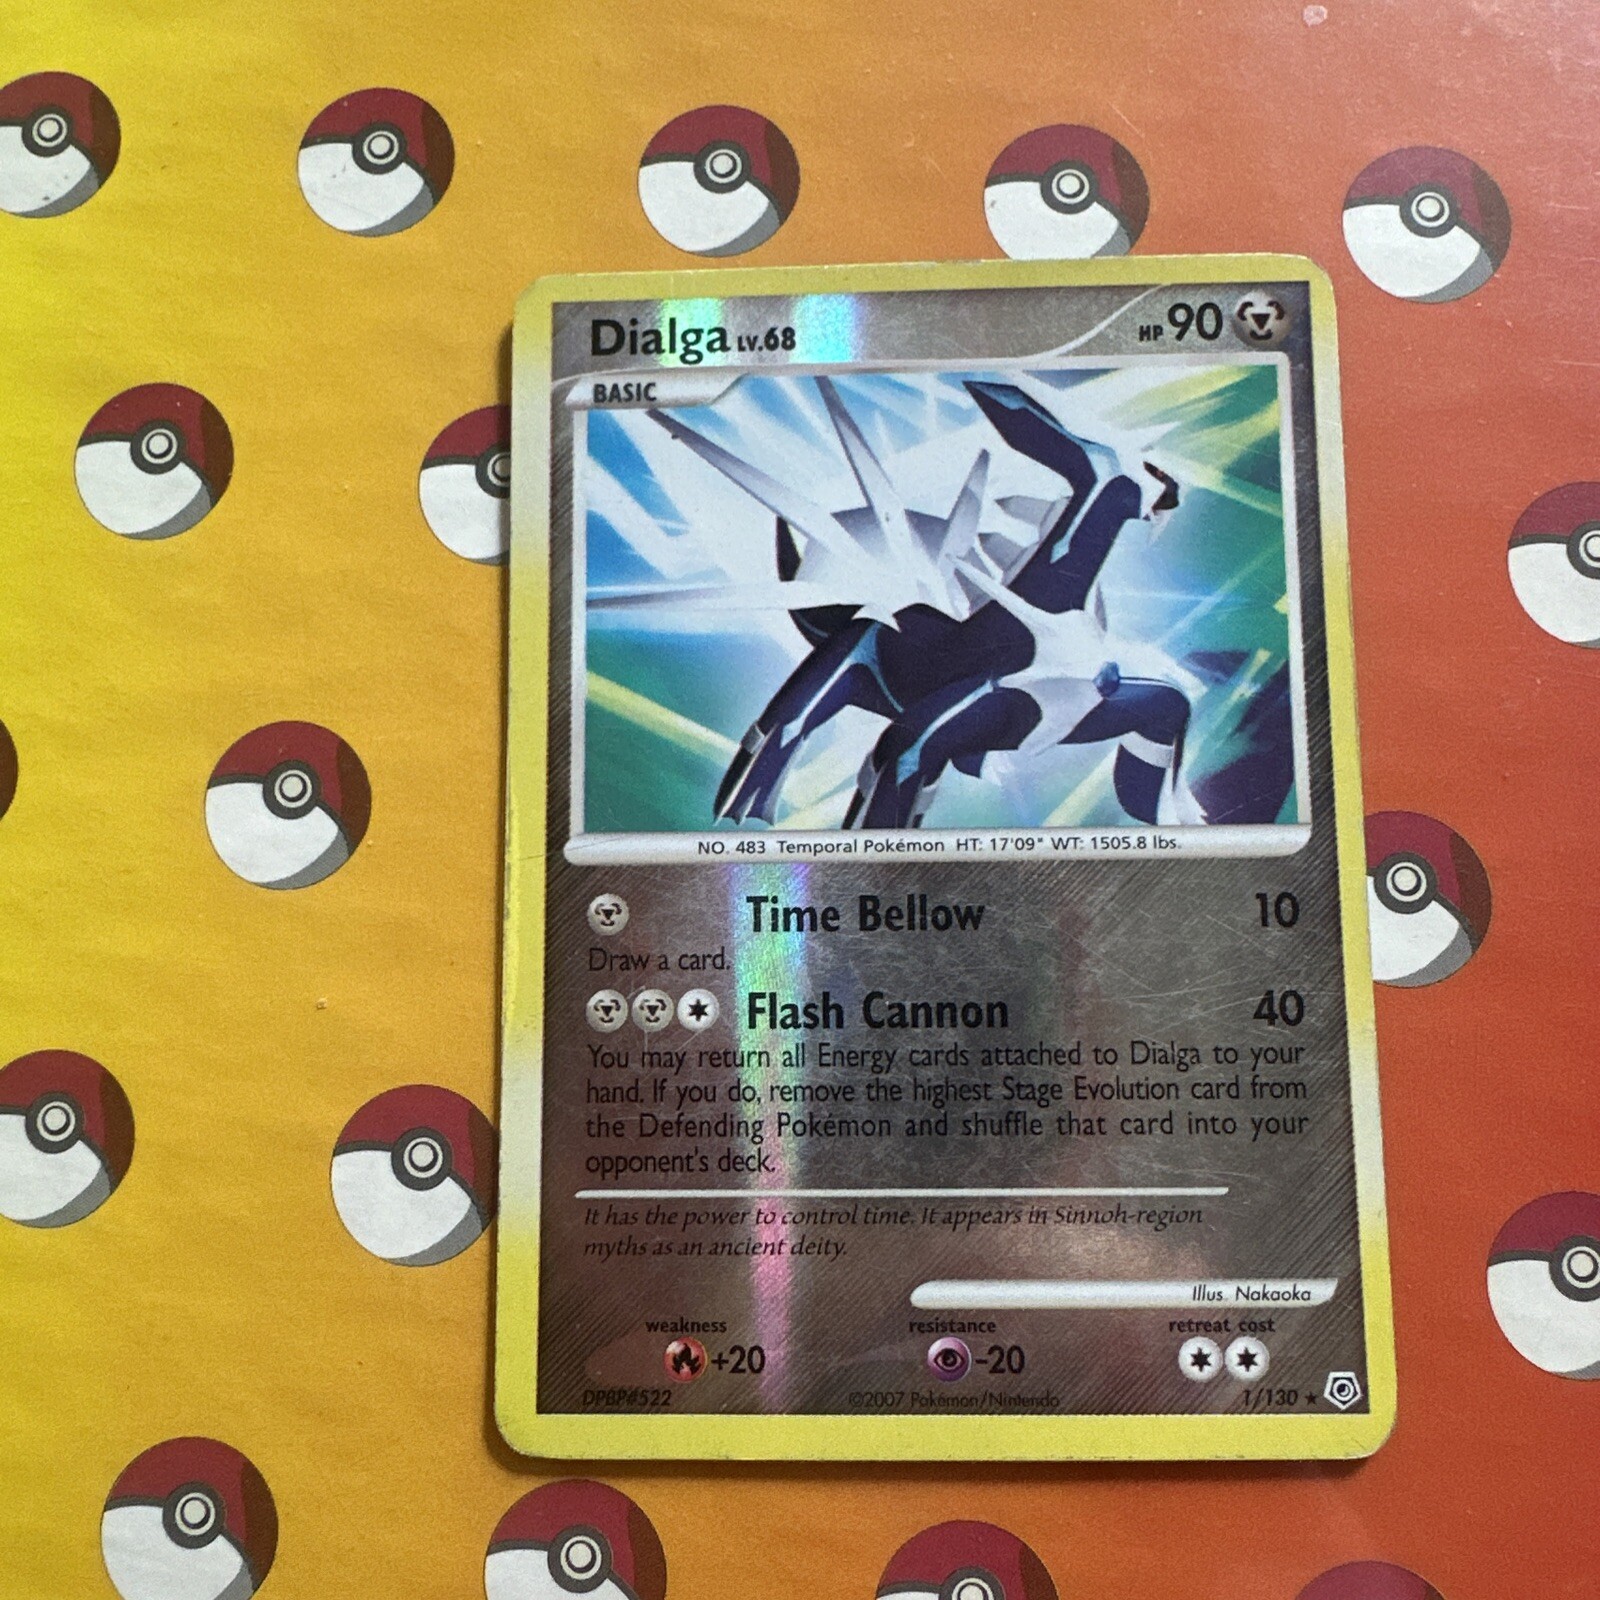 Dialga LV.68
HP 90
BASIC
NO. 483 Temporal Pokémon HT: 17'09" WT: 1505.8 lbs.
Time Bellow 10
Draw a card.
Flash Cannon 40
You may return all Energy cards attached to Dialga to your
hand. If you do, remove the highest Stage Evolution card from
the Defending Pokémon and shuffle that card into your
opponent's deck.
It has the power to control time. It appears in Sinnoh-region
myths as an ancient deity.
Illus. Nakaoka
weakness resistance retreat cost
+20 -20
DPBP#522 ©2007 Pokémon/Nintendo 1/130 ★